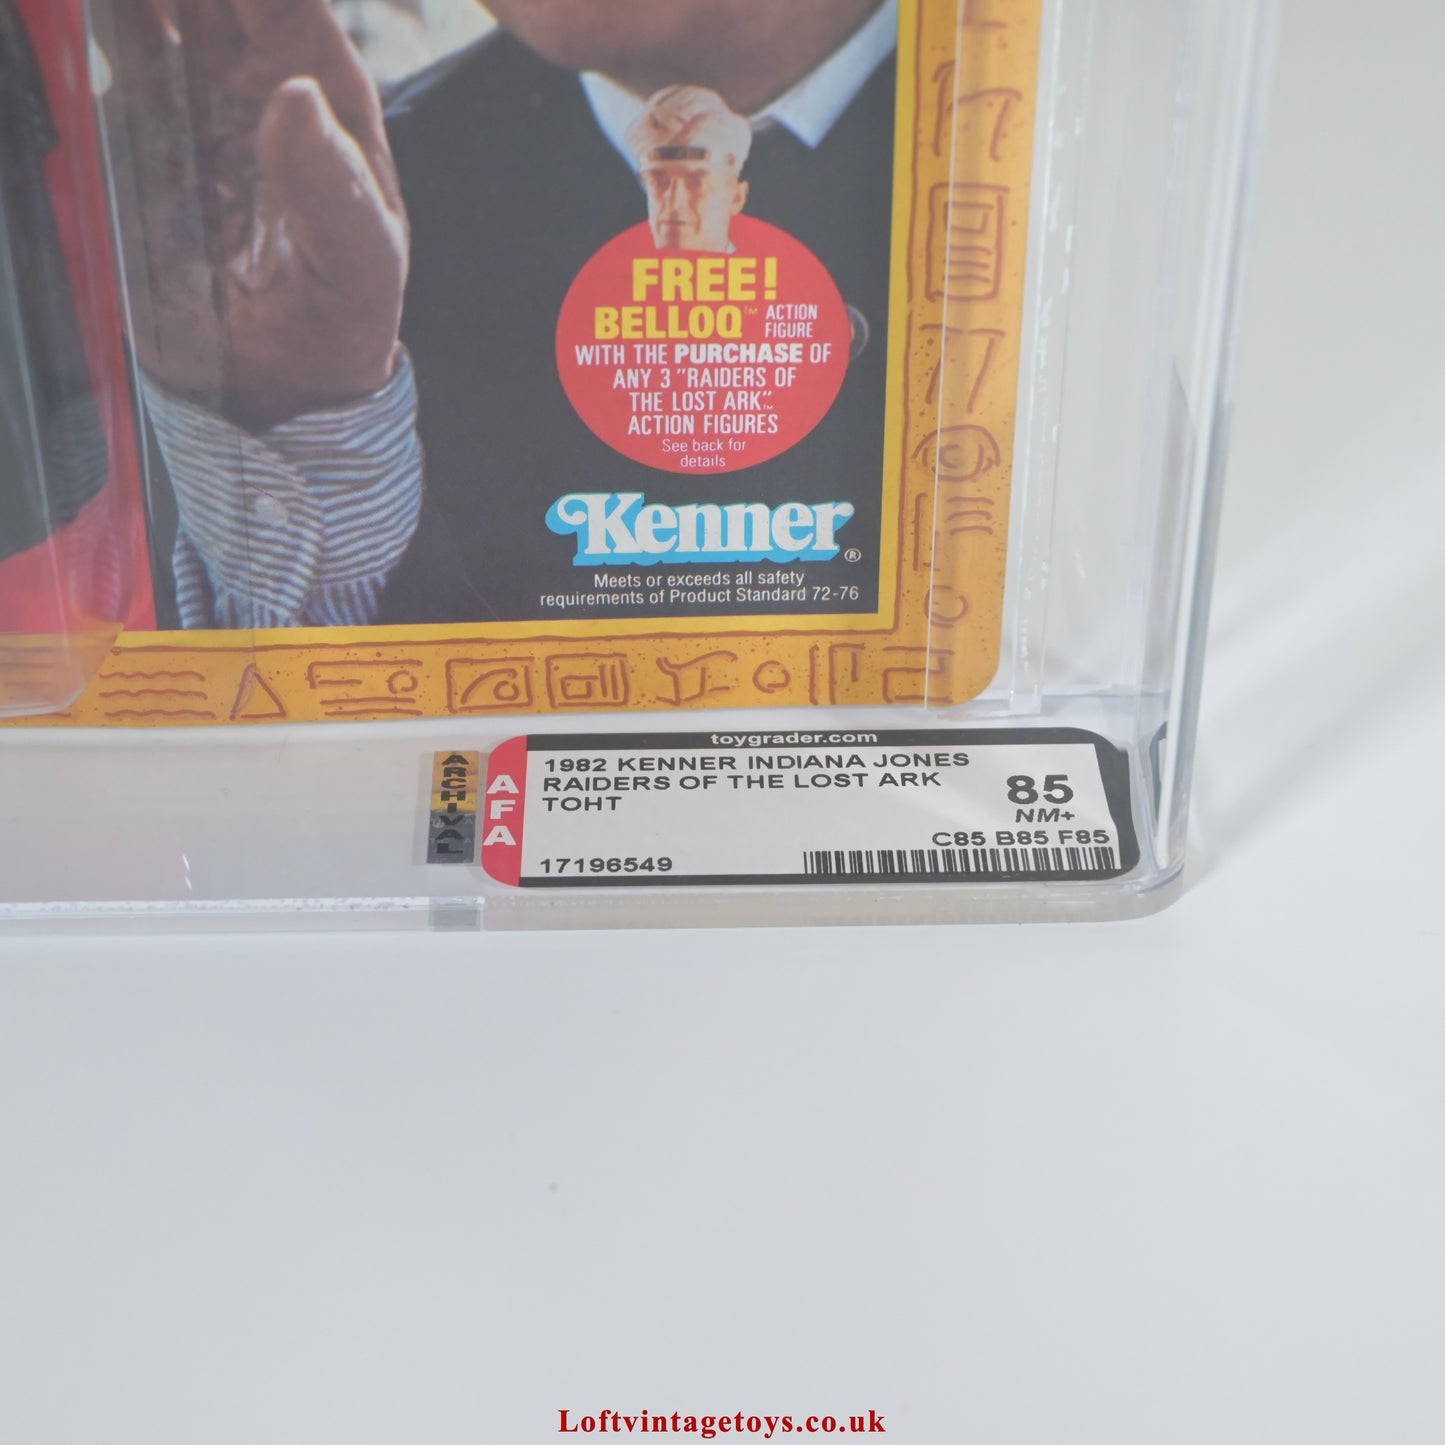 FREE!
BELLOQ™ ACTION FIGURE
WITH THE PURCHASE OF
ANY 3 "RAIDERS OF
THE LOST ARK"™
ACTION FIGURES
See back for
details
Kenner®
Meets or exceeds all safety
requirements of Product Standard 72-76
ARCHIVAL
AFA
toygrader.com
1982 KENNER INDIANA JONES
RAIDERS OF THE LOST ARK
TOHT
85
NM+
C85 B85 F85
17196549
Loftvintagetoys.co.uk